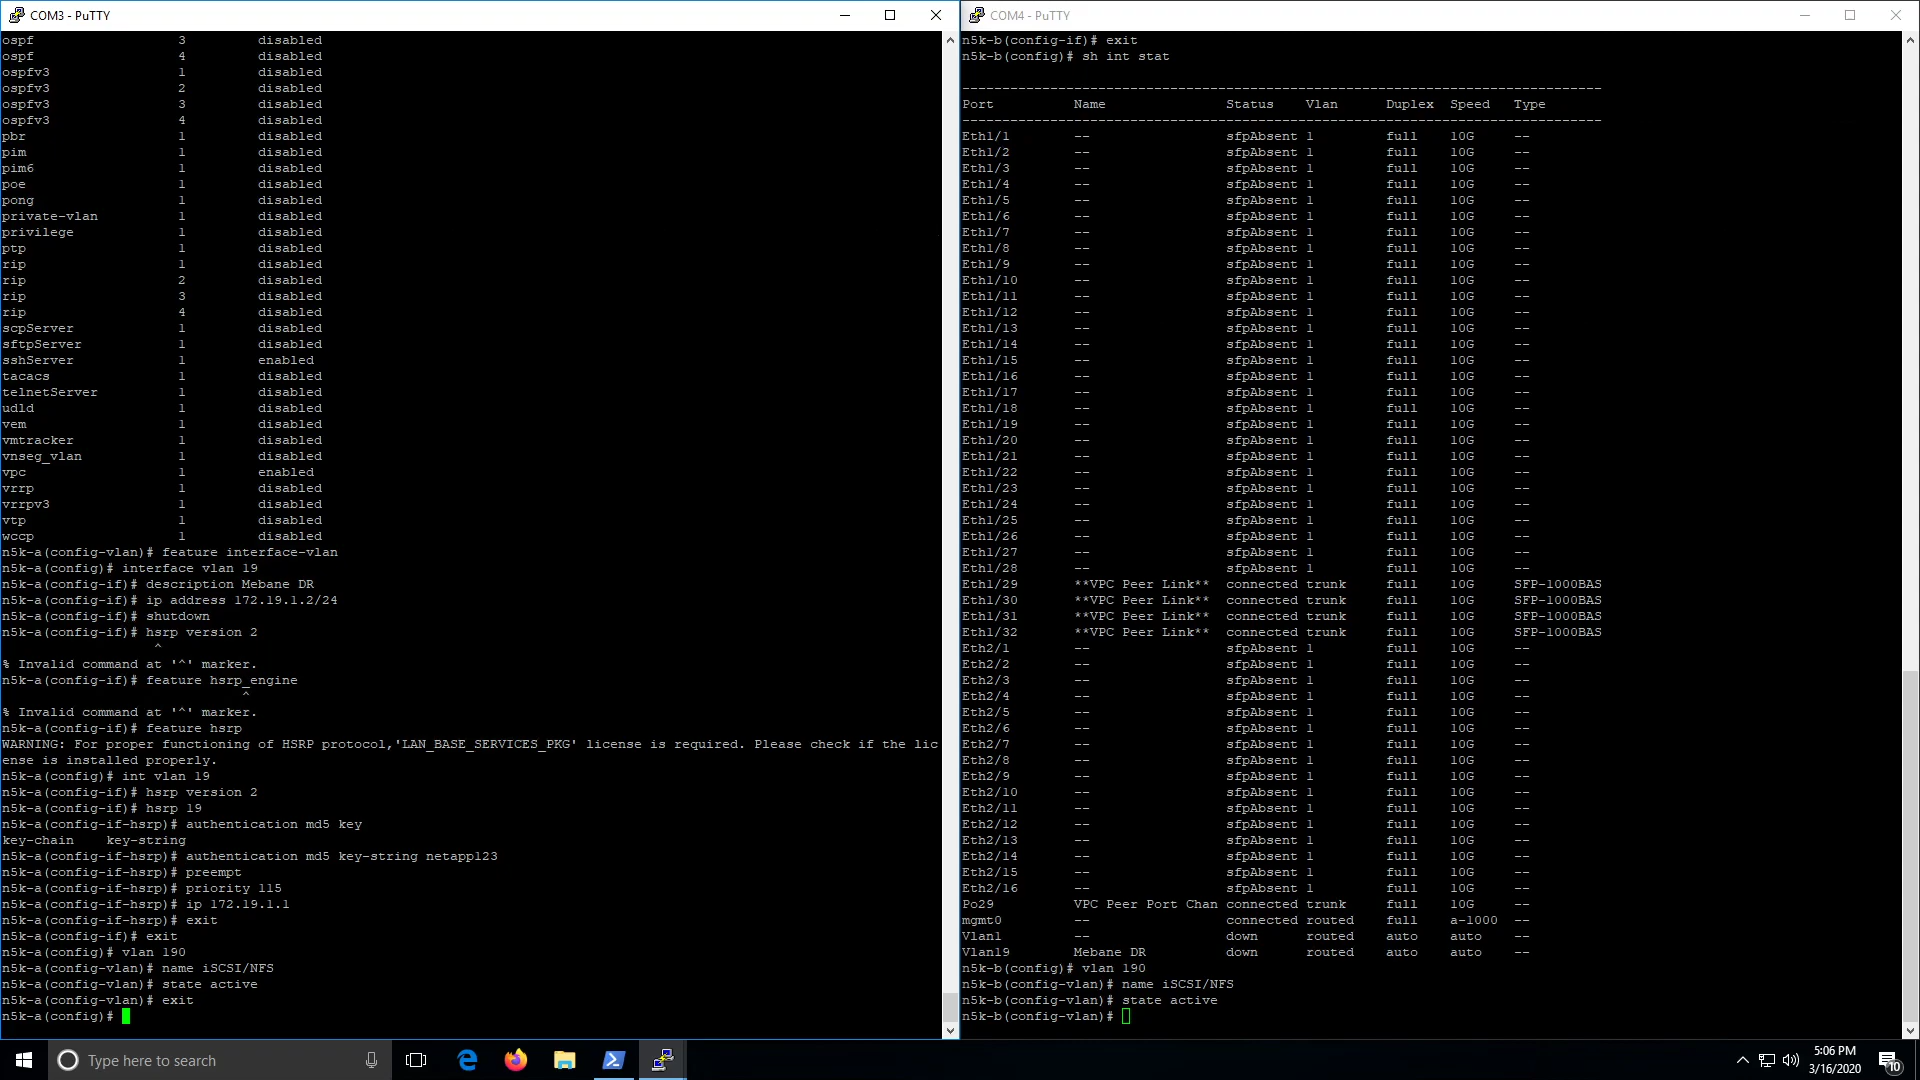 COM3 - PuTTY
ospf 3 disabled
ospf 4 disabled
ospfv3 1 disabled
ospfv3 2 disabled
ospfv3 3 disabled
ospfv3 4 disabled
pbr 1 disabled
pim 1 disabled
pim6 1 disabled
poe 1 disabled
pong 1 disabled
private-vlan 1 disabled
privilege 1 disabled
ptp 1 disabled
rip 1 disabled
rip 2 disabled
rip 3 disabled
rip 4 disabled
scpServer 1 disabled
sftpServer 1 disabled
sshServer 1 enabled
tacacs 1 disabled
telnetServer 1 disabled
udld 1 disabled
vem 1 disabled
vmtracker 1 disabled
vnseg_vlan 1 disabled
vpc 1 enabled
vrrp 1 disabled
vrrpv3 1 disabled
vtp 1 disabled
wccp 1 disabled
n5k-a(config-vlan)# feature interface-vlan
n5k-a(config)# interface vlan 19
n5k-a(config-if)# description Mebane DR
n5k-a(config-if)# ip address 172.19.1.2/24
n5k-a(config-if)# shutdown
n5k-a(config-if)# hsrp version 2
^
% Invalid command at '^' marker.
n5k-a(config-if)# feature hsrp_engine
^
% Invalid command at '^' marker.
n5k-a(config-if)# feature hsrp
WARNING: For proper functioning of HSRP protocol,'LAN_BASE_SERVICES_PKG' license is required. Please check if the lic
ense is installed properly.
n5k-a(config)# int vlan 19
n5k-a(config-if)# hsrp version 2
n5k-a(config-if)# hsrp 19
n5k-a(config-if-hsrp)# authentication md5 key
key-chain key-string
n5k-a(config-if-hsrp)# authentication md5 key-string netapp123
n5k-a(config-if-hsrp)# preempt
n5k-a(config-if-hsrp)# priority 115
n5k-a(config-if-hsrp)# ip 172.19.1.1
n5k-a(config-if-hsrp)# exit
n5k-a(config-if)# exit
n5k-a(config)# vlan 190
n5k-a(config-vlan)# name iSCSI/NFS
n5k-a(config-vlan)# state active
n5k-a(config-vlan)# exit
n5k-a(config)#
COM4 - PuTTY
n5k-b(config-if)# exit
n5k-b(config)# sh int stat
--------------------------------------------------------------------------------
Port Name Status Vlan Duplex Speed Type
--------------------------------------------------------------------------------
Eth1/1 -- sfpAbsent 1 full 10G --
Eth1/2 -- sfpAbsent 1 full 10G --
Eth1/3 -- sfpAbsent 1 full 10G --
Eth1/4 -- sfpAbsent 1 full 10G --
Eth1/5 -- sfpAbsent 1 full 10G --
Eth1/6 -- sfpAbsent 1 full 10G --
Eth1/7 -- sfpAbsent 1 full 10G --
Eth1/8 -- sfpAbsent 1 full 10G --
Eth1/9 -- sfpAbsent 1 full 10G --
Eth1/10 -- sfpAbsent 1 full 10G --
Eth1/11 -- sfpAbsent 1 full 10G --
Eth1/12 -- sfpAbsent 1 full 10G --
Eth1/13 -- sfpAbsent 1 full 10G --
Eth1/14 -- sfpAbsent 1 full 10G --
Eth1/15 -- sfpAbsent 1 full 10G --
Eth1/16 -- sfpAbsent 1 full 10G --
Eth1/17 -- sfpAbsent 1 full 10G --
Eth1/18 -- sfpAbsent 1 full 10G --
Eth1/19 -- sfpAbsent 1 full 10G --
Eth1/20 -- sfpAbsent 1 full 10G --
Eth1/21 -- sfpAbsent 1 full 10G --
Eth1/22 -- sfpAbsent 1 full 10G --
Eth1/23 -- sfpAbsent 1 full 10G --
Eth1/24 -- sfpAbsent 1 full 10G --
Eth1/25 -- sfpAbsent 1 full 10G --
Eth1/26 -- sfpAbsent 1 full 10G --
Eth1/27 -- sfpAbsent 1 full 10G --
Eth1/28 -- sfpAbsent 1 full 10G --
Eth1/29 **VPC Peer Link** connected trunk full 10G SFP-1000BAS
Eth1/30 **VPC Peer Link** connected trunk full 10G SFP-1000BAS
Eth1/31 **VPC Peer Link** connected trunk full 10G SFP-1000BAS
Eth1/32 **VPC Peer Link** connected trunk full 10G SFP-1000BAS
Eth2/1 -- sfpAbsent 1 full 10G --
Eth2/2 -- sfpAbsent 1 full 10G --
Eth2/3 -- sfpAbsent 1 full 10G --
Eth2/4 -- sfpAbsent 1 full 10G --
Eth2/5 -- sfpAbsent 1 full 10G --
Eth2/6 -- sfpAbsent 1 full 10G --
Eth2/7 -- sfpAbsent 1 full 10G --
Eth2/8 -- sfpAbsent 1 full 10G --
Eth2/9 -- sfpAbsent 1 full 10G --
Eth2/10 -- sfpAbsent 1 full 10G --
Eth2/11 -- sfpAbsent 1 full 10G --
Eth2/12 -- sfpAbsent 1 full 10G --
Eth2/13 -- sfpAbsent 1 full 10G --
Eth2/14 -- sfpAbsent 1 full 10G --
Eth2/15 -- sfpAbsent 1 full 10G --
Eth2/16 -- sfpAbsent 1 full 10G --
Po29 VPC Peer Port Chan connected trunk full 10G --
mgmt0 -- connected routed full a-1000 --
Vlan1 -- down routed auto auto --
Vlan19 Mebane DR down routed auto auto --
n5k-b(config)# vlan 190
n5k-b(config-vlan)# name iSCSI/NFS
n5k-b(config-vlan)# state active
n5k-b(config-vlan)#
Type here to search
5:06 PM
3/16/2020
10